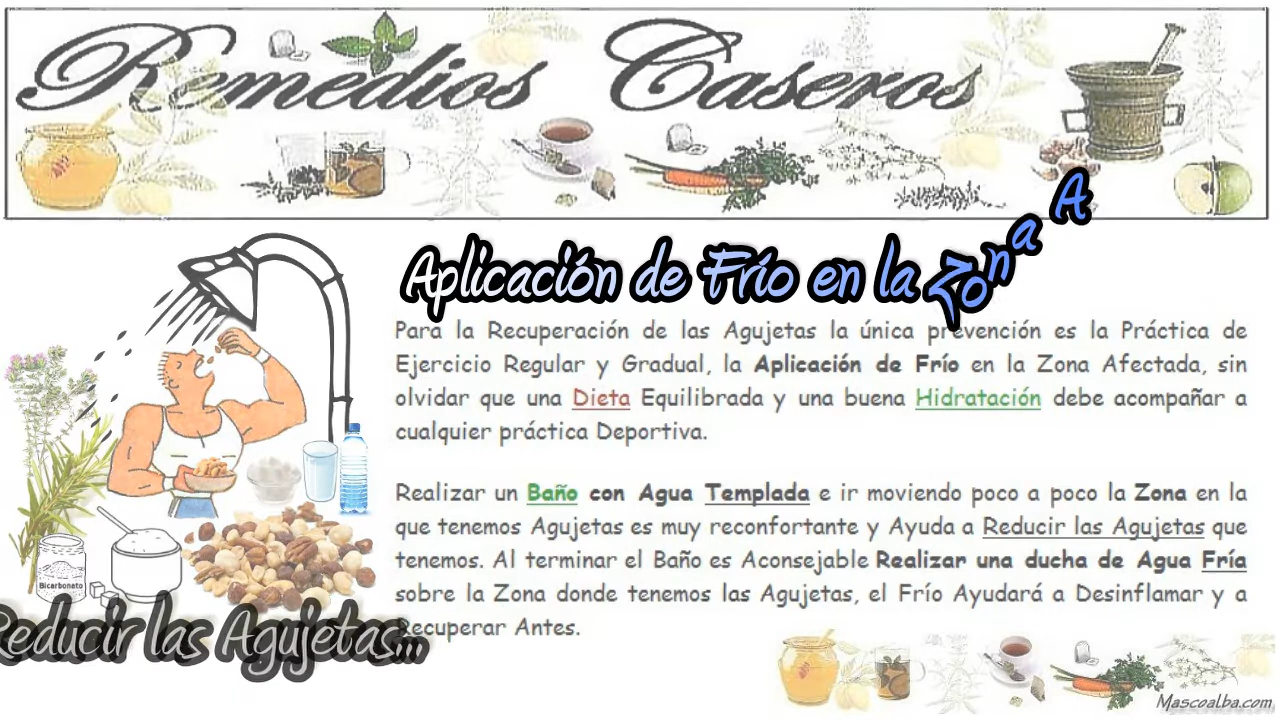 Remedios Caseros
Aplicación de Frío en la Zona A
Para la Recuperación de las Agujetas la única prevención es la Práctica de
Ejercicio Regular y Gradual, la Aplicación de Frío en la Zona Afectada, sin
olvidar que una Dieta Equilibrada y una buena Hidratación debe acompañar a
cualquier práctica Deportiva.
Realizar un Baño con Agua Templada e ir moviendo poco a poco la Zona en la
que tenemos Agujetas es muy reconfortante y Ayuda a Reducir las Agujetas que
tenemos. Al terminar el Baño es Aconsejable Realizar una ducha de Agua Fría
sobre la Zona donde tenemos las Agujetas, el Frío Ayudará a Desinflamar y a
Recuperar Antes.
Bicarbonato
Reducir las Agujetas...
Mascoalba.com